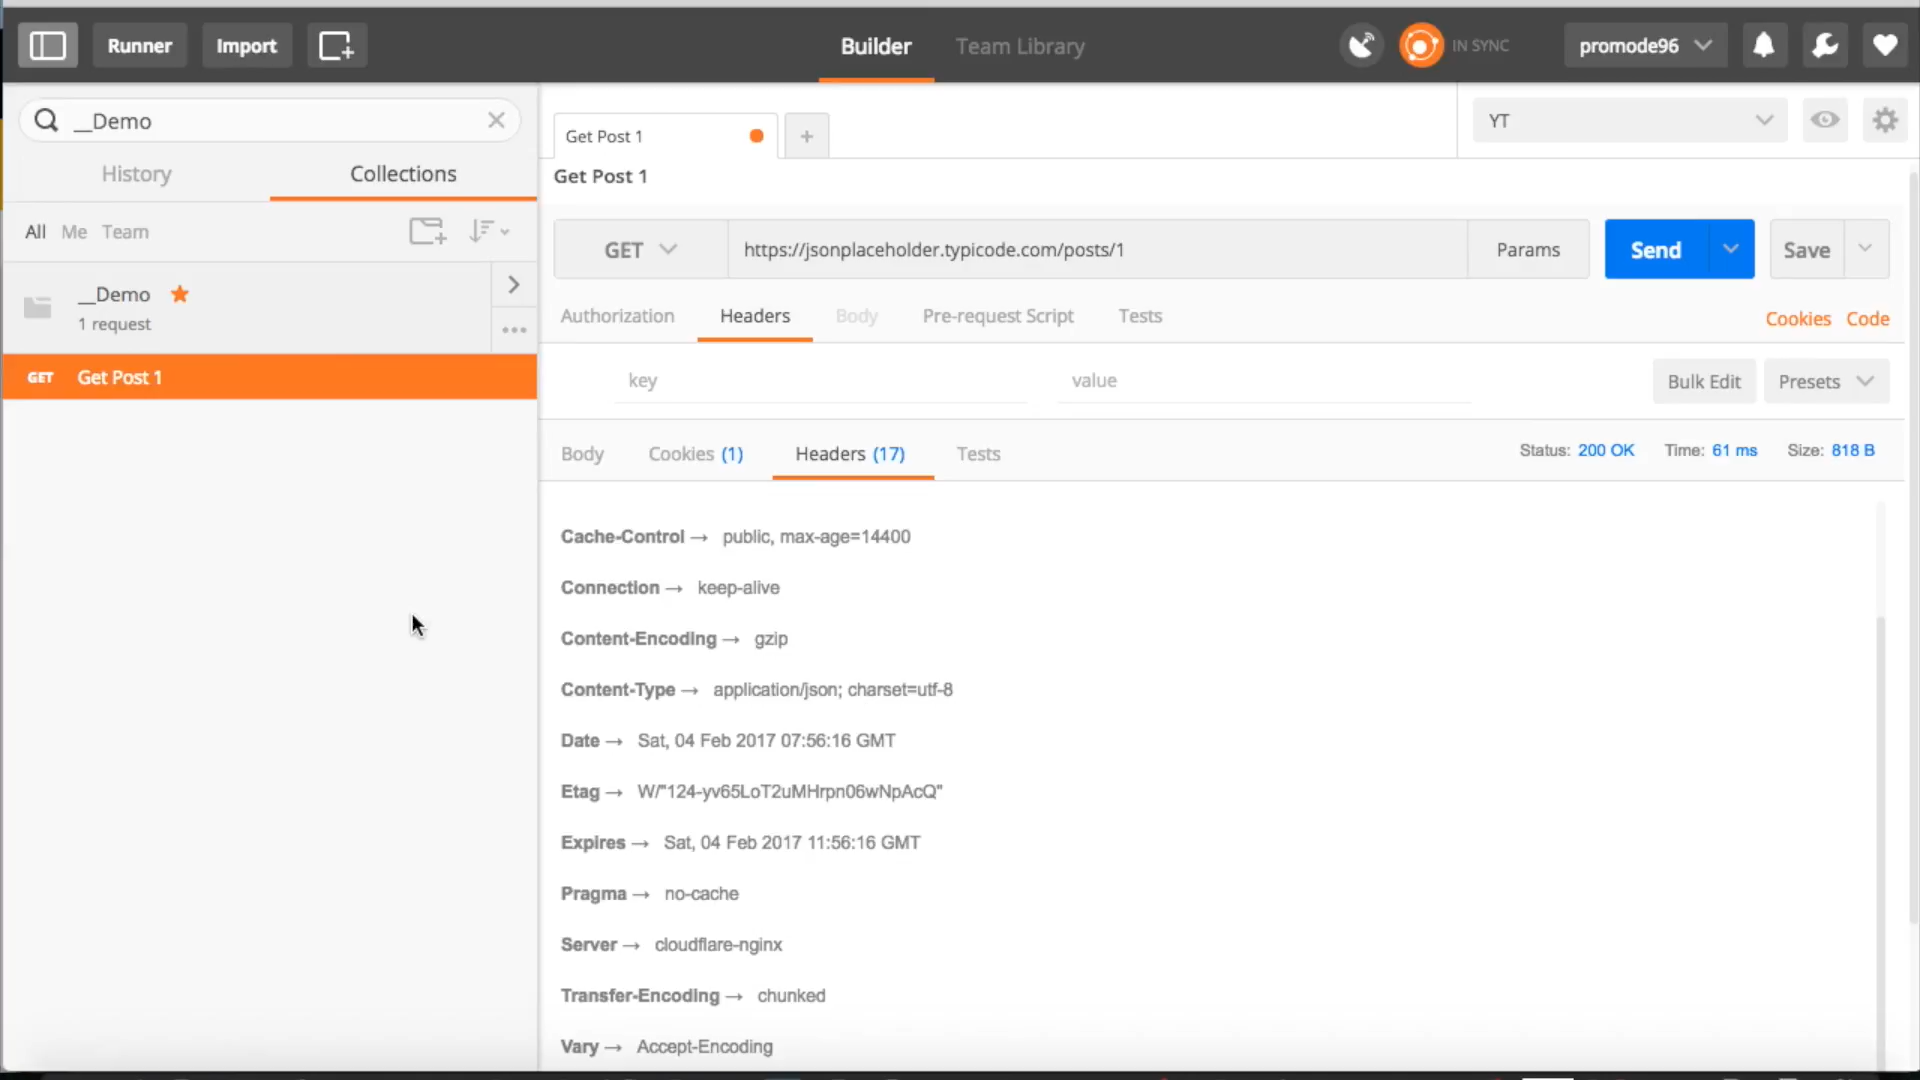 Runner Import Builder Team Library IN SYNC promode96
__Demo
History Collections
All Me Team
__Demo
1 request
GET Get Post 1
Get Post 1 + YT
Get Post 1
GET https://jsonplaceholder.typicode.com/posts/1 Params Send Save
Authorization Headers Body Pre-request Script Tests Cookies Code
key value Bulk Edit Presets
Body Cookies (1) Headers (17) Tests Status: 200 OK Time: 61 ms Size: 818 B
Cache-Control → public, max-age=14400
Connection → keep-alive
Content-Encoding → gzip
Content-Type → application/json; charset=utf-8
Date → Sat, 04 Feb 2017 07:56:16 GMT
Etag → W/"124-yv65LoT2uMHrpn06wNpAcQ"
Expires → Sat, 04 Feb 2017 11:56:16 GMT
Pragma → no-cache
Server → cloudflare-nginx
Transfer-Encoding → chunked
Vary → Accept-Encoding